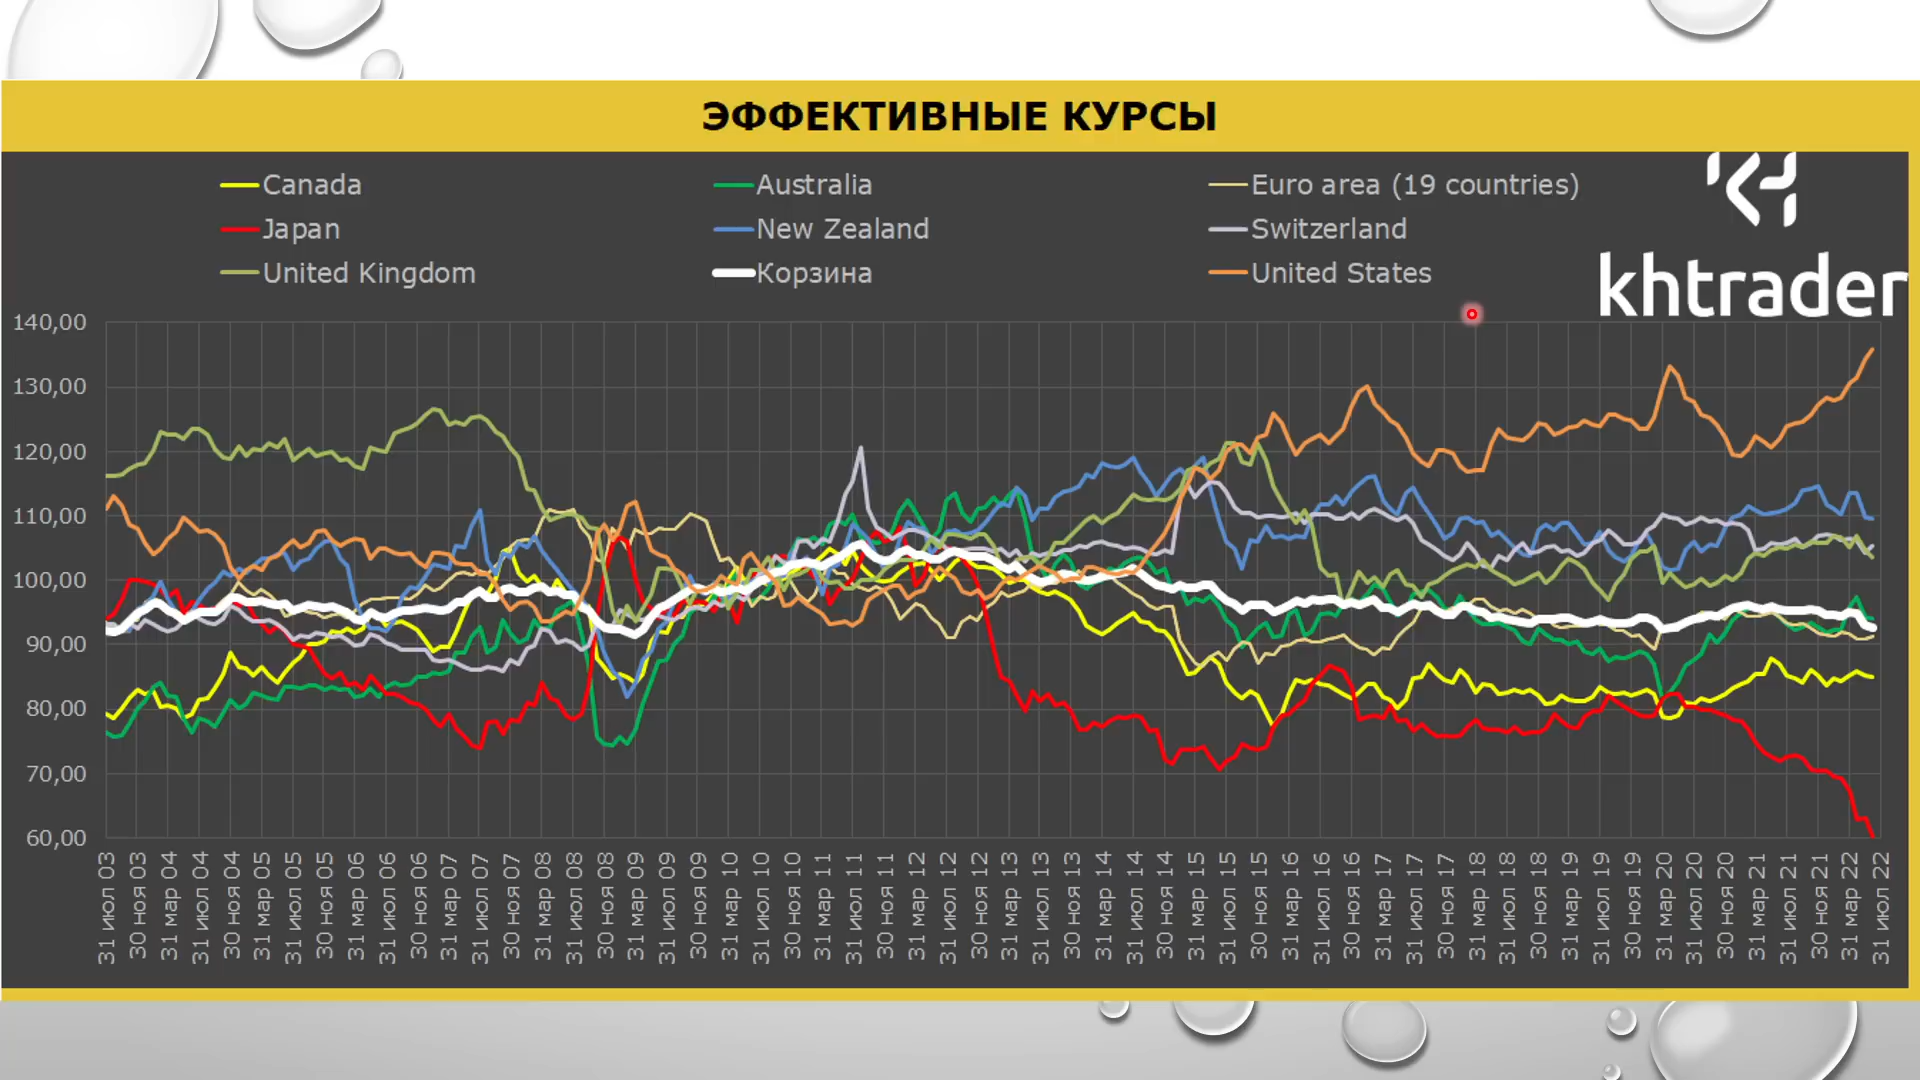 ЭФФЕКТИВНЫЕ КУРСЫ
Canada
Australia
Euro area (19 countries)
Japan
New Zealand
Switzerland
United Kingdom
Корзина
United States
khtrader
140,00
130,00
120,00
110,00
100,00
90,00
80,00
70,00
60,00
31 июл 03
30 ноя 03
31 мар 04
31 июл 04
30 ноя 04
31 мар 05
31 июл 05
30 ноя 05
31 мар 06
31 июл 06
30 ноя 06
31 мар 07
31 июл 07
30 ноя 07
31 мар 08
31 июл 08
30 ноя 08
31 мар 09
31 июл 09
30 ноя 09
31 мар 10
31 июл 10
30 ноя 10
31 мар 11
31 июл 11
30 ноя 11
31 мар 12
31 июл 12
30 ноя 12
31 мар 13
31 июл 13
30 ноя 13
31 мар 14
31 июл 14
30 ноя 14
31 мар 15
31 июл 15
30 ноя 15
31 мар 16
31 июл 16
30 ноя 16
31 мар 17
31 июл 17
30 ноя 17
31 мар 18
31 июл 18
30 ноя 18
31 мар 19
31 июл 19
30 ноя 19
31 мар 20
31 июл 20
30 ноя 20
31 мар 21
31 июл 21
30 ноя 21
31 мар 22
31 июл 22